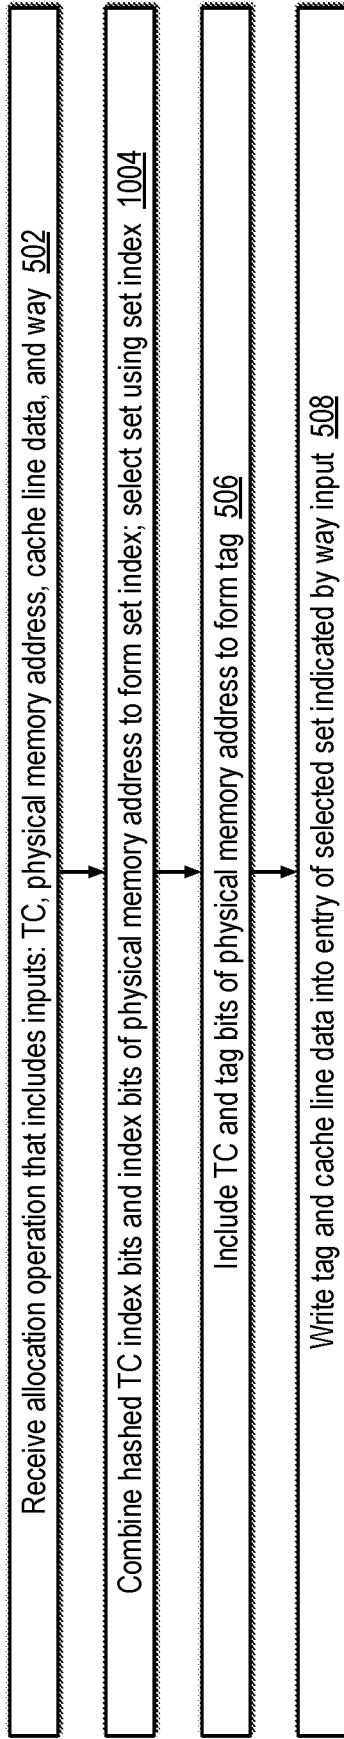 Receive allocation operation that includes inputs: TC, physical memory address, cache line data, and way 502
Combine hashed TC index bits and index bits of physical memory address to form set index; select set using set index 1004
Include TC and tag bits of physical memory address to form tag 506
Write tag and cache line data into entry of selected set indicated by way input 508